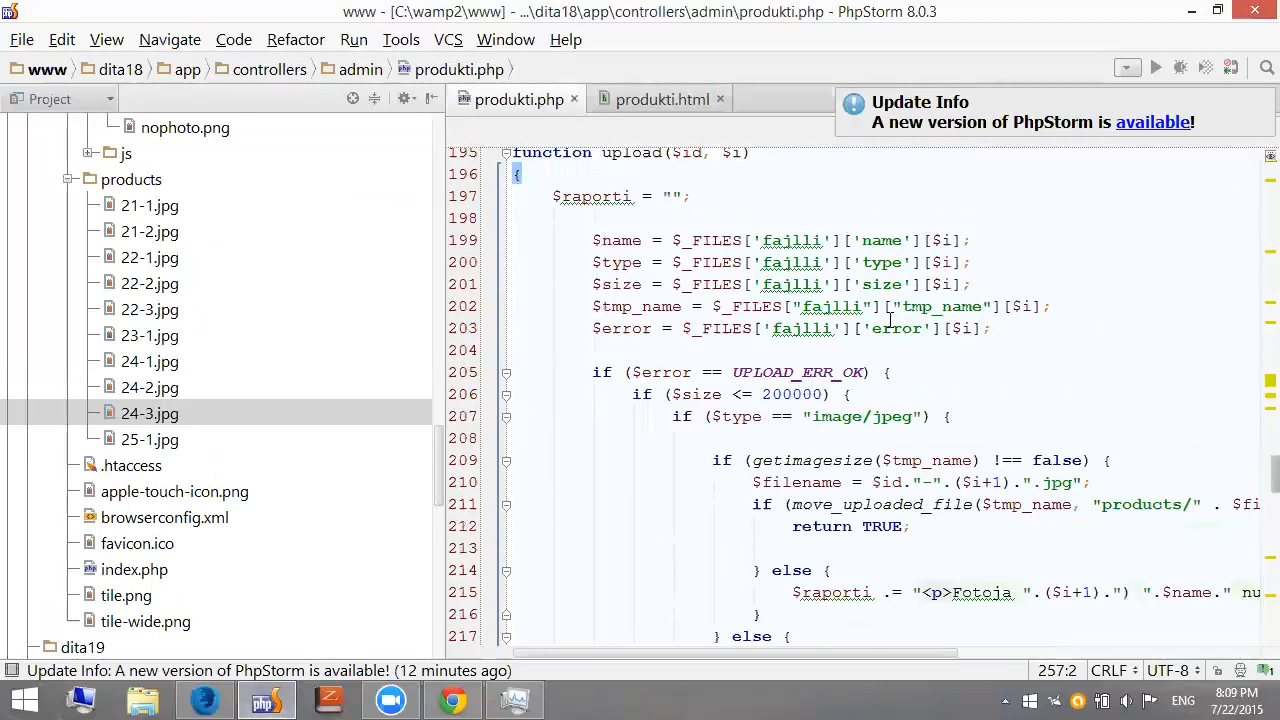 www - [C:\wamp2\www] - ...\dita18\app\controllers\admin\produkti.php - PhpStorm 8.0.3
File Edit View Navigate Code Refactor Run Tools VCS Window Help
www dita18 app controllers admin produkti.php
Project
produkti.php
produkti.html
Update Info
A new version of PhpStorm is available!
nophoto.png
js
products
21-1.jpg
21-2.jpg
22-1.jpg
22-2.jpg
22-3.jpg
23-1.jpg
24-1.jpg
24-2.jpg
24-3.jpg
25-1.jpg
.htaccess
apple-touch-icon.png
browserconfig.xml
favicon.ico
index.php
tile.png
tile-wide.png
dita19
195 function upload($id, $i)
196 {
197 $raporti = "";
198
199 $name = $_FILES['fajlli']['name'][$i];
200 $type = $_FILES['fajlli']['type'][$i];
201 $size = $_FILES['fajlli']['size'][$i];
202 $tmp_name = $_FILES["fajlli"]["tmp_name"][$i];
203 $error = $_FILES['fajlli']['error'][$i];
204
205 if ($error == UPLOAD_ERR_OK) {
206 if ($size <= 200000) {
207 if ($type == "image/jpeg") {
208
209 if (getimagesize($tmp_name) !== false) {
210 $filename = $id."-".($i+1).".jpg";
211 if (move_uploaded_file($tmp_name, "products/" . $fi
212 return TRUE;
213
214 } else {
215 $raporti .= "<p>Fotoja ".($i+1).") ".$name." nu
216 }
217 } else {
Update Info: A new version of PhpStorm is available! (12 minutes ago)
257:2 CRLF UTF-8
ENG
8:09 PM
7/22/2015